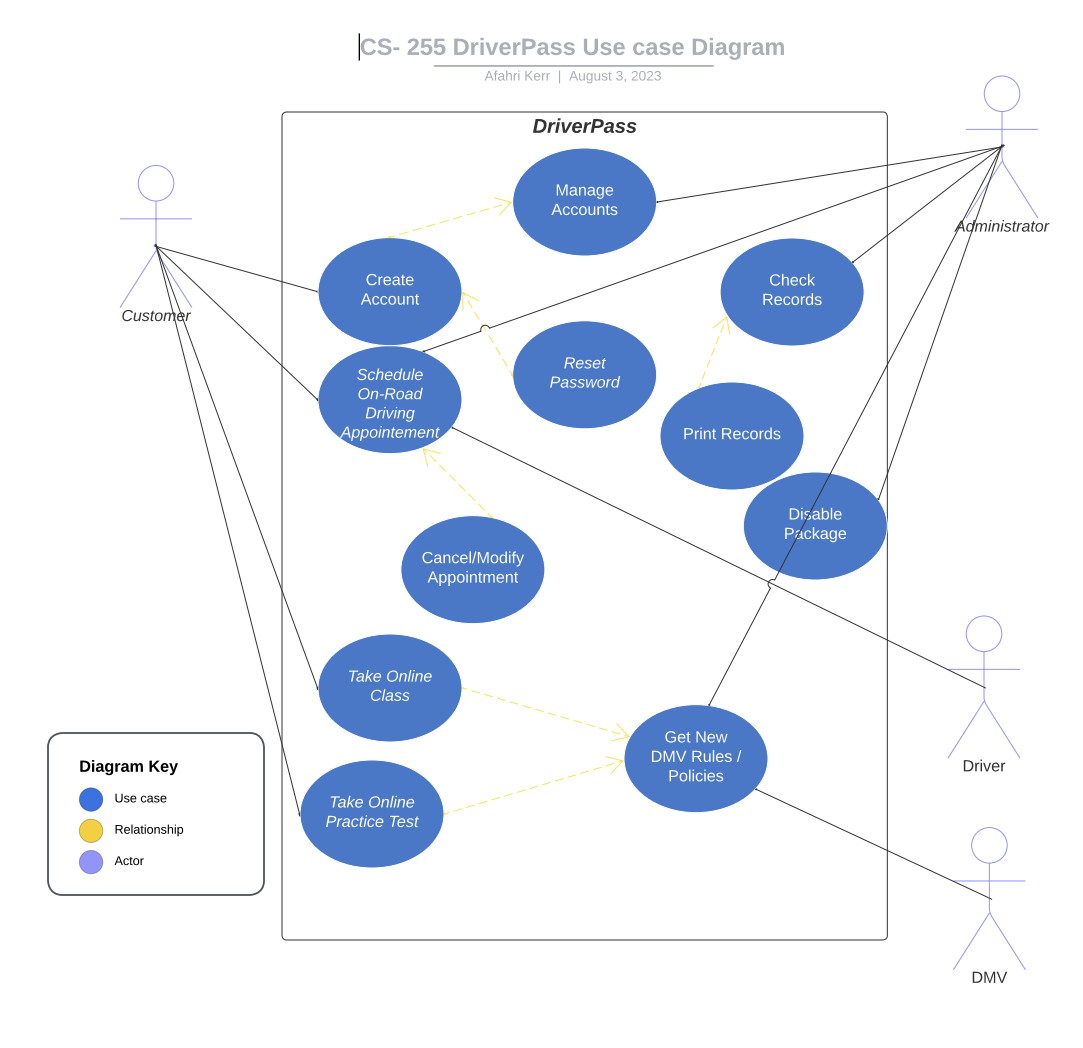 CS- 255 DriverPass Use case Diagram
Afahri Kerr | August 3, 2023
DriverPass
Manage
Accounts
Administrator
Create
Account
Check
Records
Customer
Schedule
On-Road
Driving
Appointement
Reset
Password
Print Records
Disable
Package
Cancel/Modify
Appointment
Take Online
Class
Get New
DMV Rules /
Policies
Driver
Diagram Key
Use case
Relationship
Actor
Take Online
Practice Test
DMV